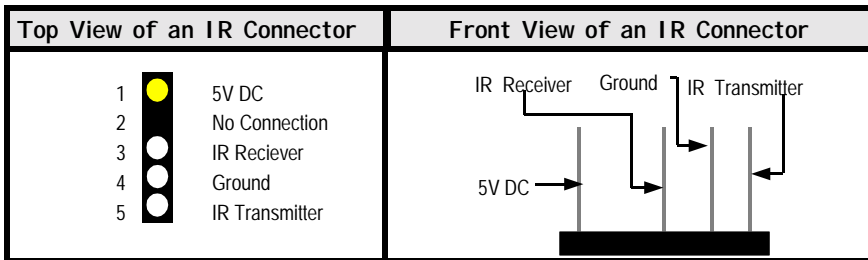 Top View of an IR Connector
Front View of an IR Connector
1 5V DC
2 No Connection
3 IR Reciever
4 Ground
5 IR Transmitter
IR Receiver Ground IR Transmitter
5V DC